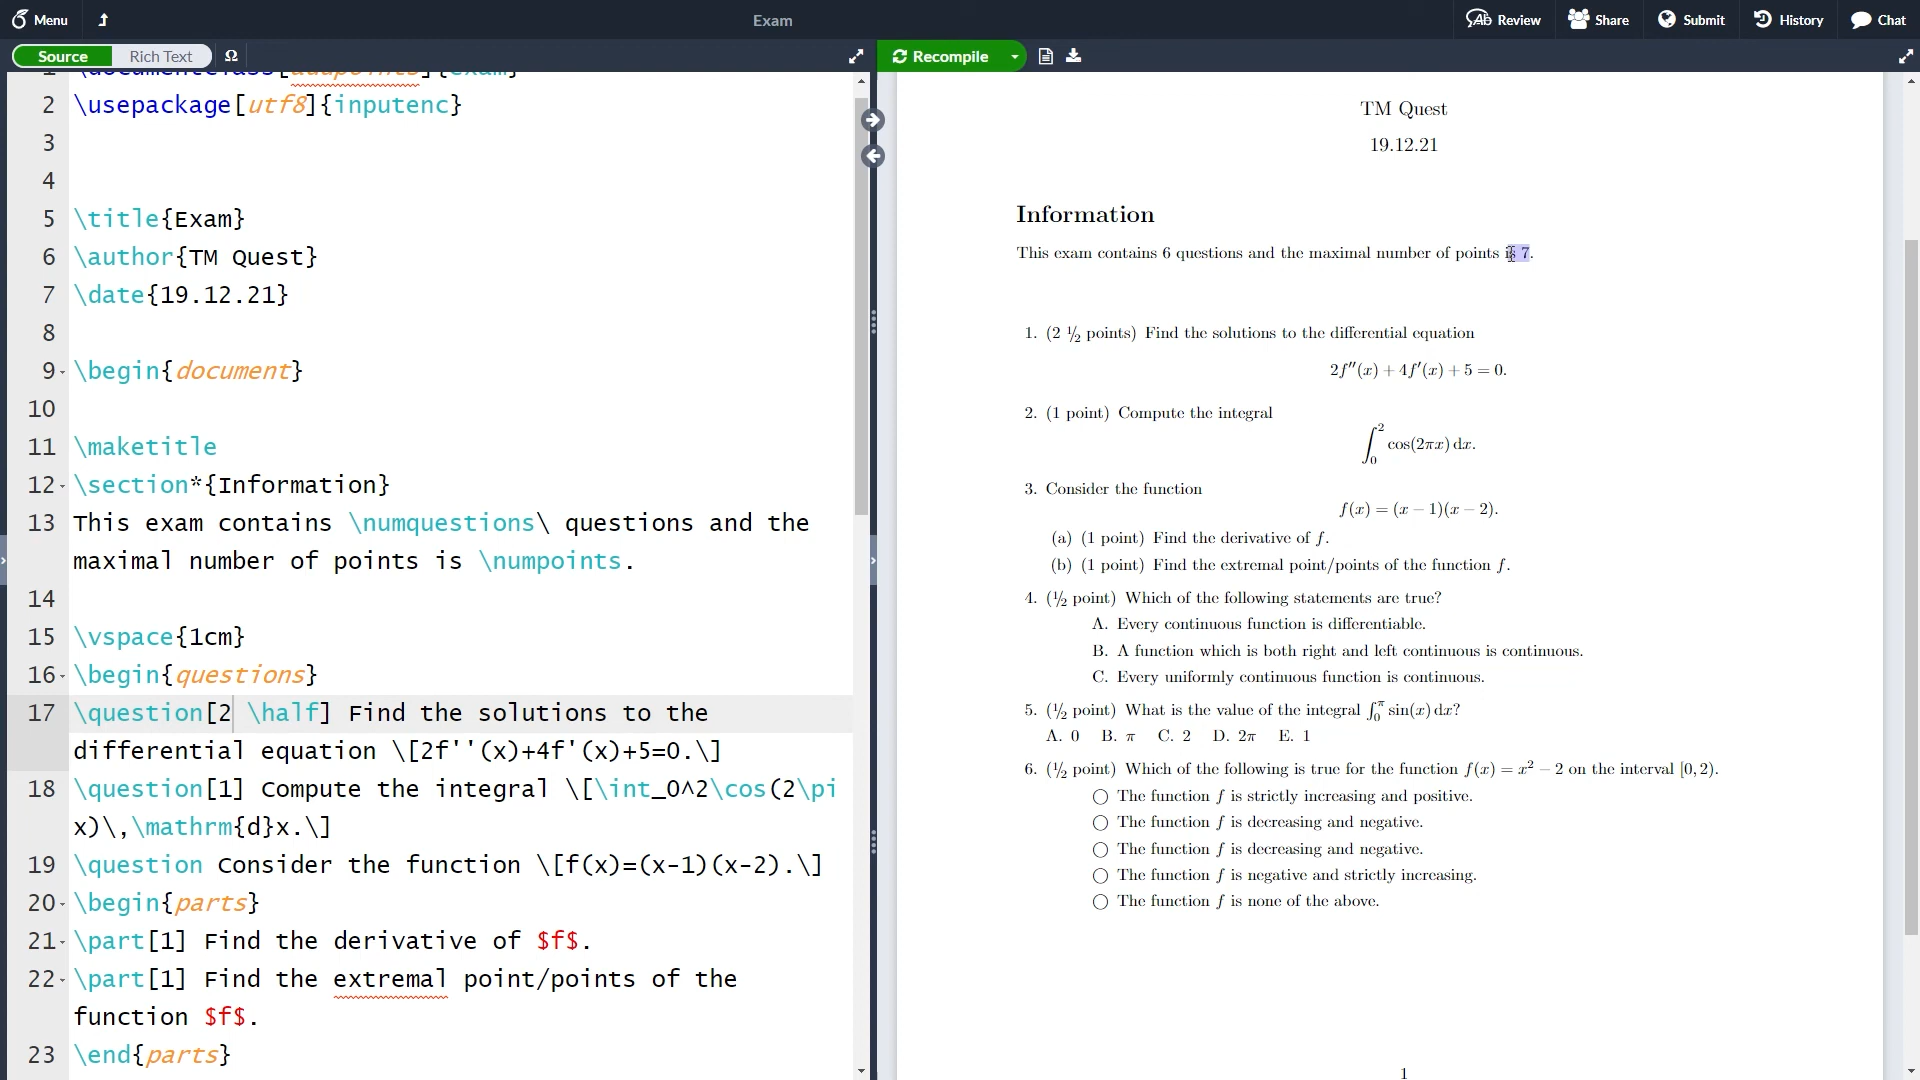 Menu
Exam
Review
Share
Submit
History
Chat
Source
Rich Text
Ω
Recompile
1 \documentclass[addpoints]{exam}
2 \usepackage[utf8]{inputenc}
3
4
5 \title{Exam}
6 \author{TM Quest}
7 \date{19.12.21}
8
9 \begin{document}
10
11 \maketitle
12 \section*{Information}
13 This exam contains \numquestions\ questions and the
maximal number of points is \numpoints.
14
15 \vspace{1cm}
16 \begin{questions}
17 \question[2 \half] Find the solutions to the
differential equation \[2f''(x)+4f'(x)+5=0.\]
18 \question[1] Compute the integral \[\int_0^2\cos(2\pi
x)\,\mathrm{d}x.\]
19 \question Consider the function \[f(x)=(x-1)(x-2).\]
20 \begin{parts}
21 \part[1] Find the derivative of $f$.
22 \part[1] Find the extremal point/points of the
function $f$.
23 \end{parts}
TM Quest
19.12.21
Information
This exam contains 6 questions and the maximal number of points is 7.
1. (2 ½ points) Find the solutions to the differential equation
2f″(x) + 4f′(x) + 5 = 0.
2. (1 point) Compute the integral
∫₀² cos(2πx) dx.
3. Consider the function
f(x) = (x − 1)(x − 2).
(a) (1 point) Find the derivative of f.
(b) (1 point) Find the extremal point/points of the function f.
4. (½ point) Which of the following statements are true?
A. Every continuous function is differentiable.
B. A function which is both right and left continuous is continuous.
C. Every uniformly continuous function is continuous.
5. (½ point) What is the value of the integral ∫₀^π sin(x) dx?
A. 0 B. π C. 2 D. 2π E. 1
6. (½ point) Which of the following is true for the function f(x) = x² − 2 on the interval [0, 2).
The function f is strictly increasing and positive.
The function f is decreasing and negative.
The function f is decreasing and negative.
The function f is negative and strictly increasing.
The function f is none of the above.
1